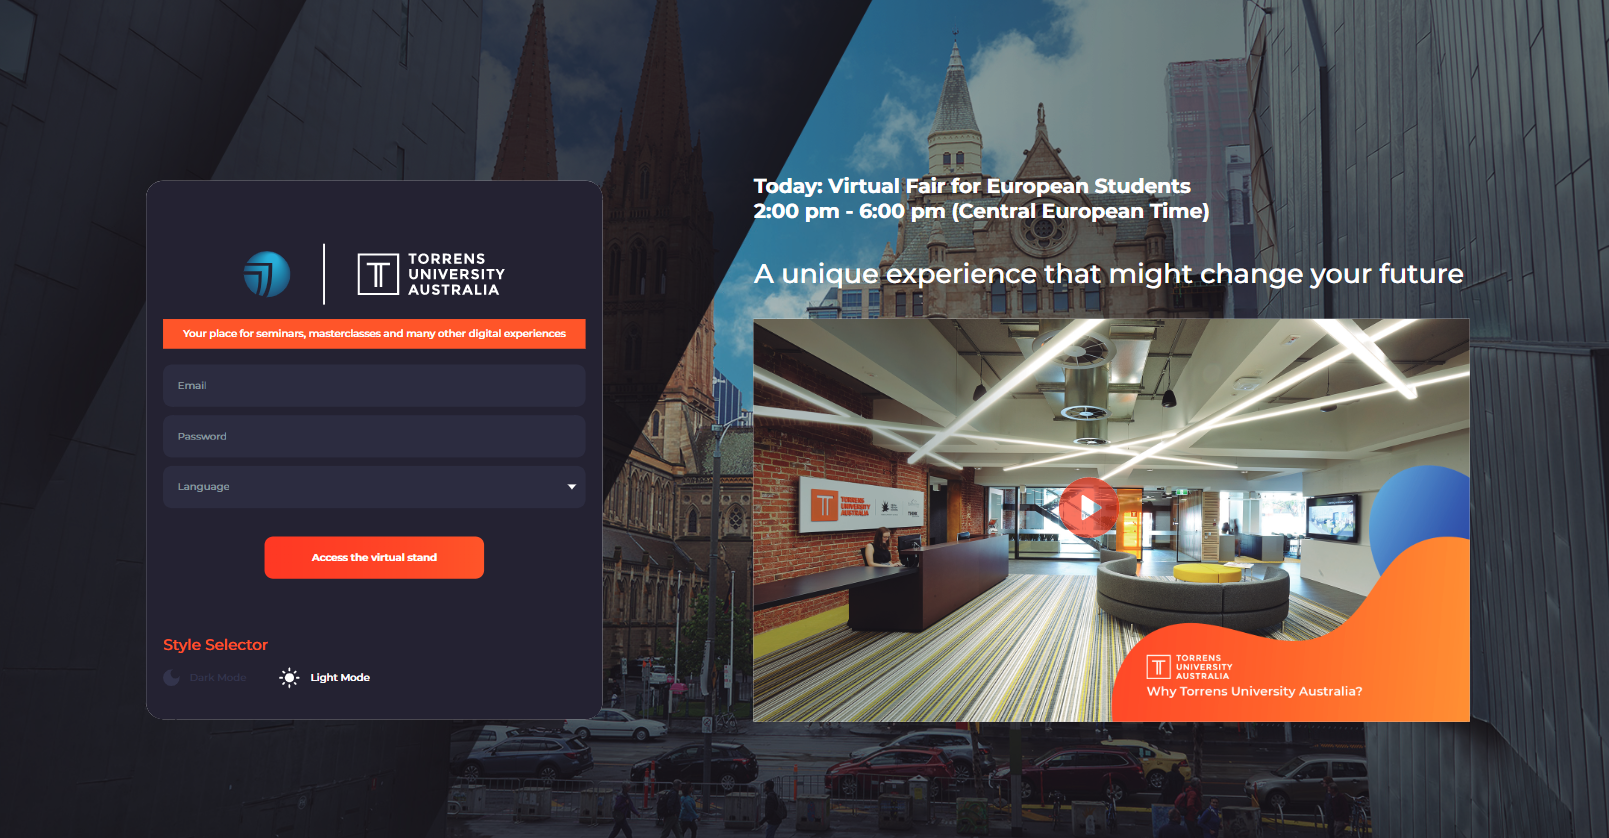 TORRENS
UNIVERSITY
AUSTRALIA
Your place for seminars, masterclasses and many other digital experiences
Email
Password
Language
Access the virtual stand
Style Selector
Dark Mode
Light Mode
Today: Virtual Fair for European Students
2:00 pm - 6:00 pm (Central European Time)
A unique experience that might change your future
TORRENS
UNIVERSITY
AUSTRALIA
TORRENS
UNIVERSITY
AUSTRALIA
Why Torrens University Australia?